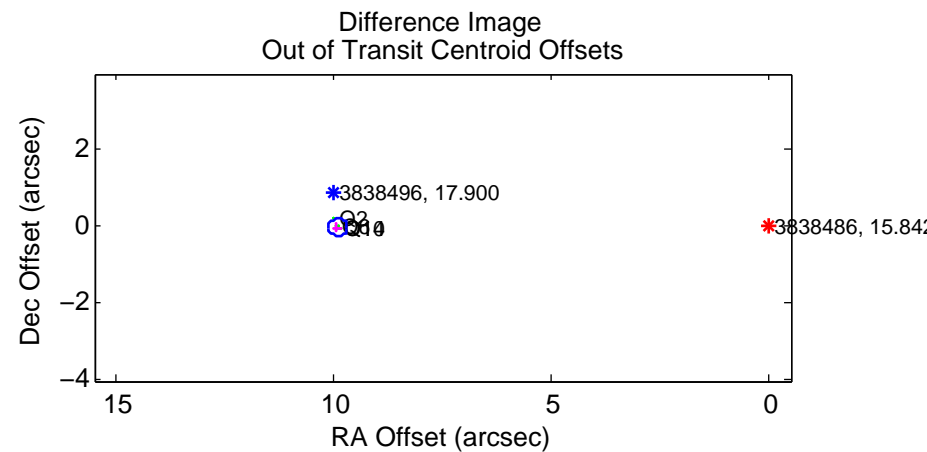 Difference Image
Out of Transit Centroid Offsets
Dec Offset (arcsec)
2
0
−2
−4
3838496, 17.900
Q2
3838486, 15.842
15
10
5
0
RA Offset (arcsec)